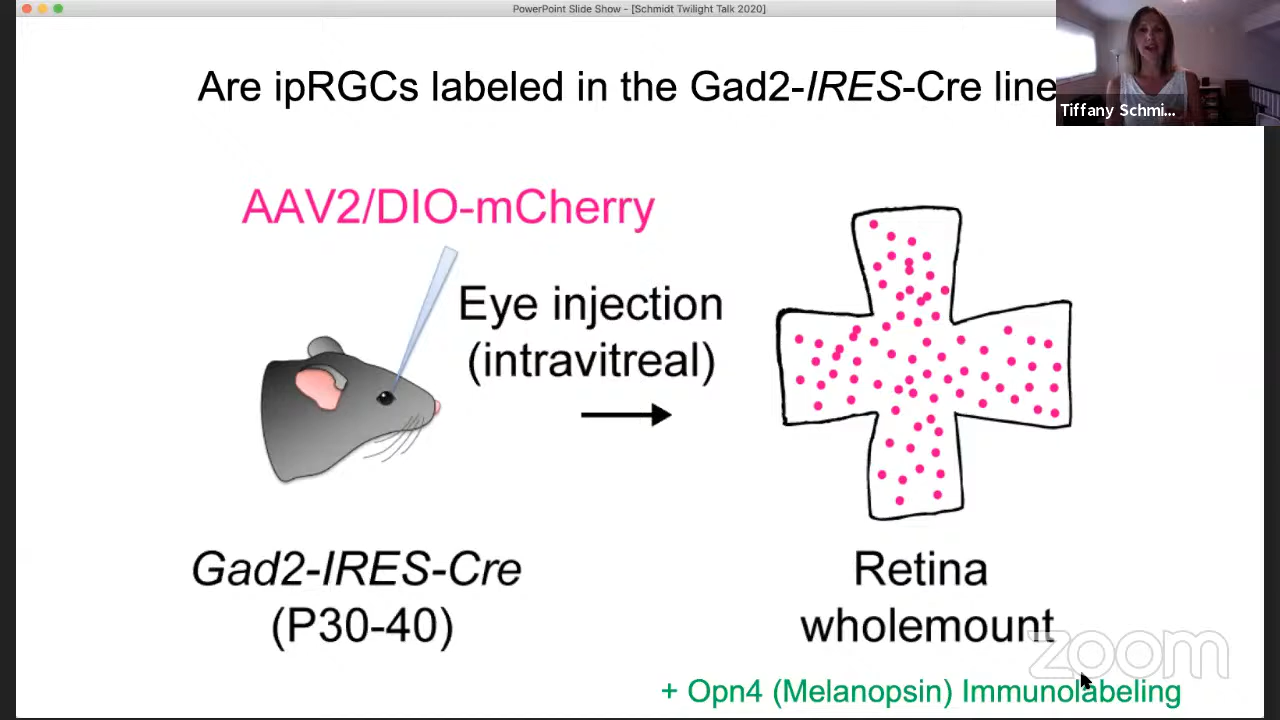 PowerPoint Slide Show - [Schmidt Twilight Talk 2020]
Are ipRGCs labeled in the Gad2-IRES-Cre line
Tiffany Schmi...
AAV2/DIO-mCherry
Eye injection
(intravitreal)
Gad2-IRES-Cre
(P30-40)
Retina
wholemount
zoom
+ Opn4 (Melanopsin) Immunolabeling